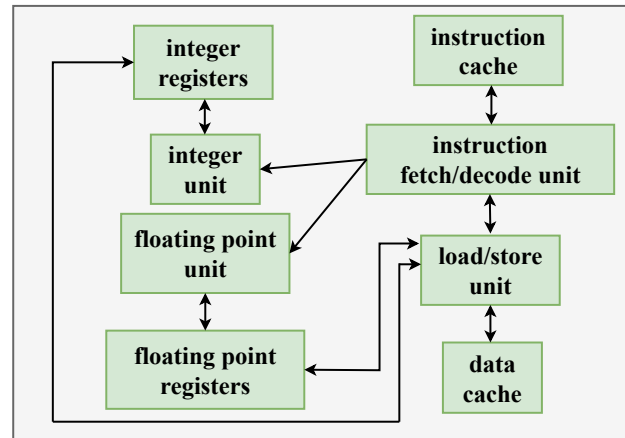 integer
registers
instruction
cache
integer
unit
instruction
fetch/decode unit
floating point
unit
load/store
unit
floating point
registers
data
cache